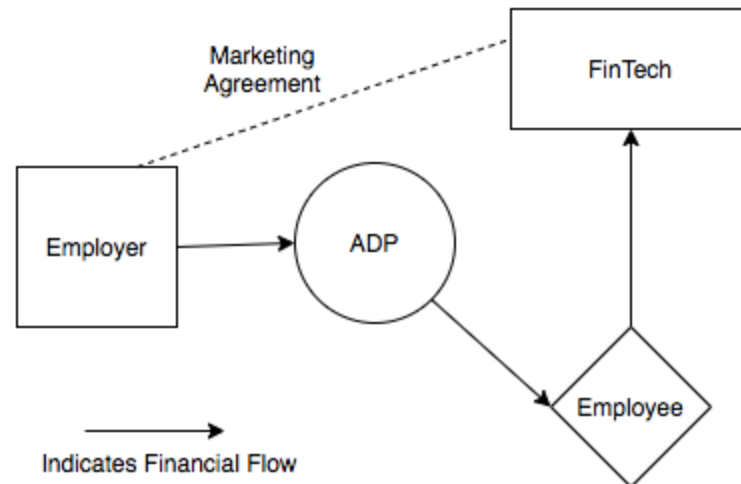 Marketing
Agreement
FinTech
Employer
ADP
Employee
Indicates Financial Flow